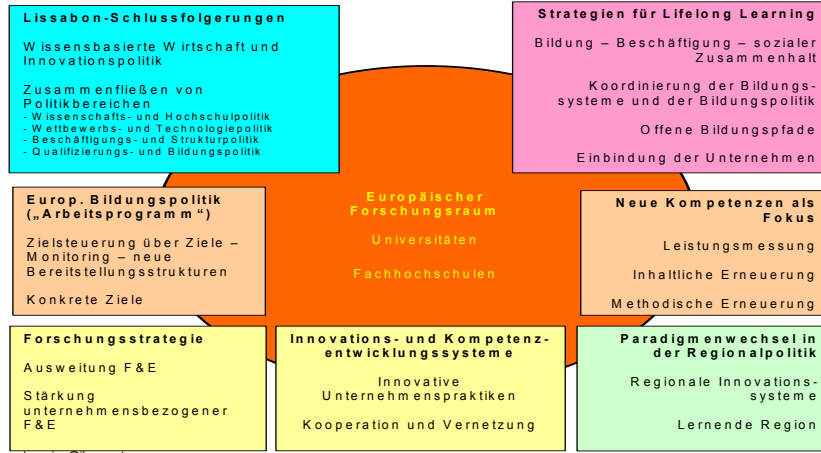 Lissabon-Schlussfolgerungen
Wissensbasierte Wirtschaft und
Innovationspolitik
Zusammenfließen von
Politikbereichen
- Wissenschafts- und Hochschulpolitik
- Wettbewerbs- und Technologiepolitik
- Beschäftigungs- und Strukturpolitik
- Qualifizierungs- und Bildungspolitik
Strategien für Lifelong Learning
Bildung – Beschäftigung – sozialer
Zusammenhalt
Koordinierung der Bildungs-
systeme und der Bildungspolitik
Offene Bildungspfade
Einbindung der Unternehmen
Europ. Bildungspolitik
(„Arbeitsprogramm“)
Zielsteuerung über Ziele –
Monitoring – neue
Bereitstellungsstrukturen
Konkrete Ziele
Europäischer
Forschungsraum
Universitäten
Fachhochschulen
Neue Kompetenzen als
Fokus
Leistungsmessung
Inhaltliche Erneuerung
Methodische Erneuerung
Forschungsstrategie
Ausweitung F&E
Stärkung
unternehmensbezogener
F&E
Innovations- und Kompetenz-
entwicklungssysteme
Innovative
Unternehmenspraktiken
Kooperation und Vernetzung
Paradigmenwechsel in
der Regionalpolitik
Regionale Innovations-
systeme
Lernende Region